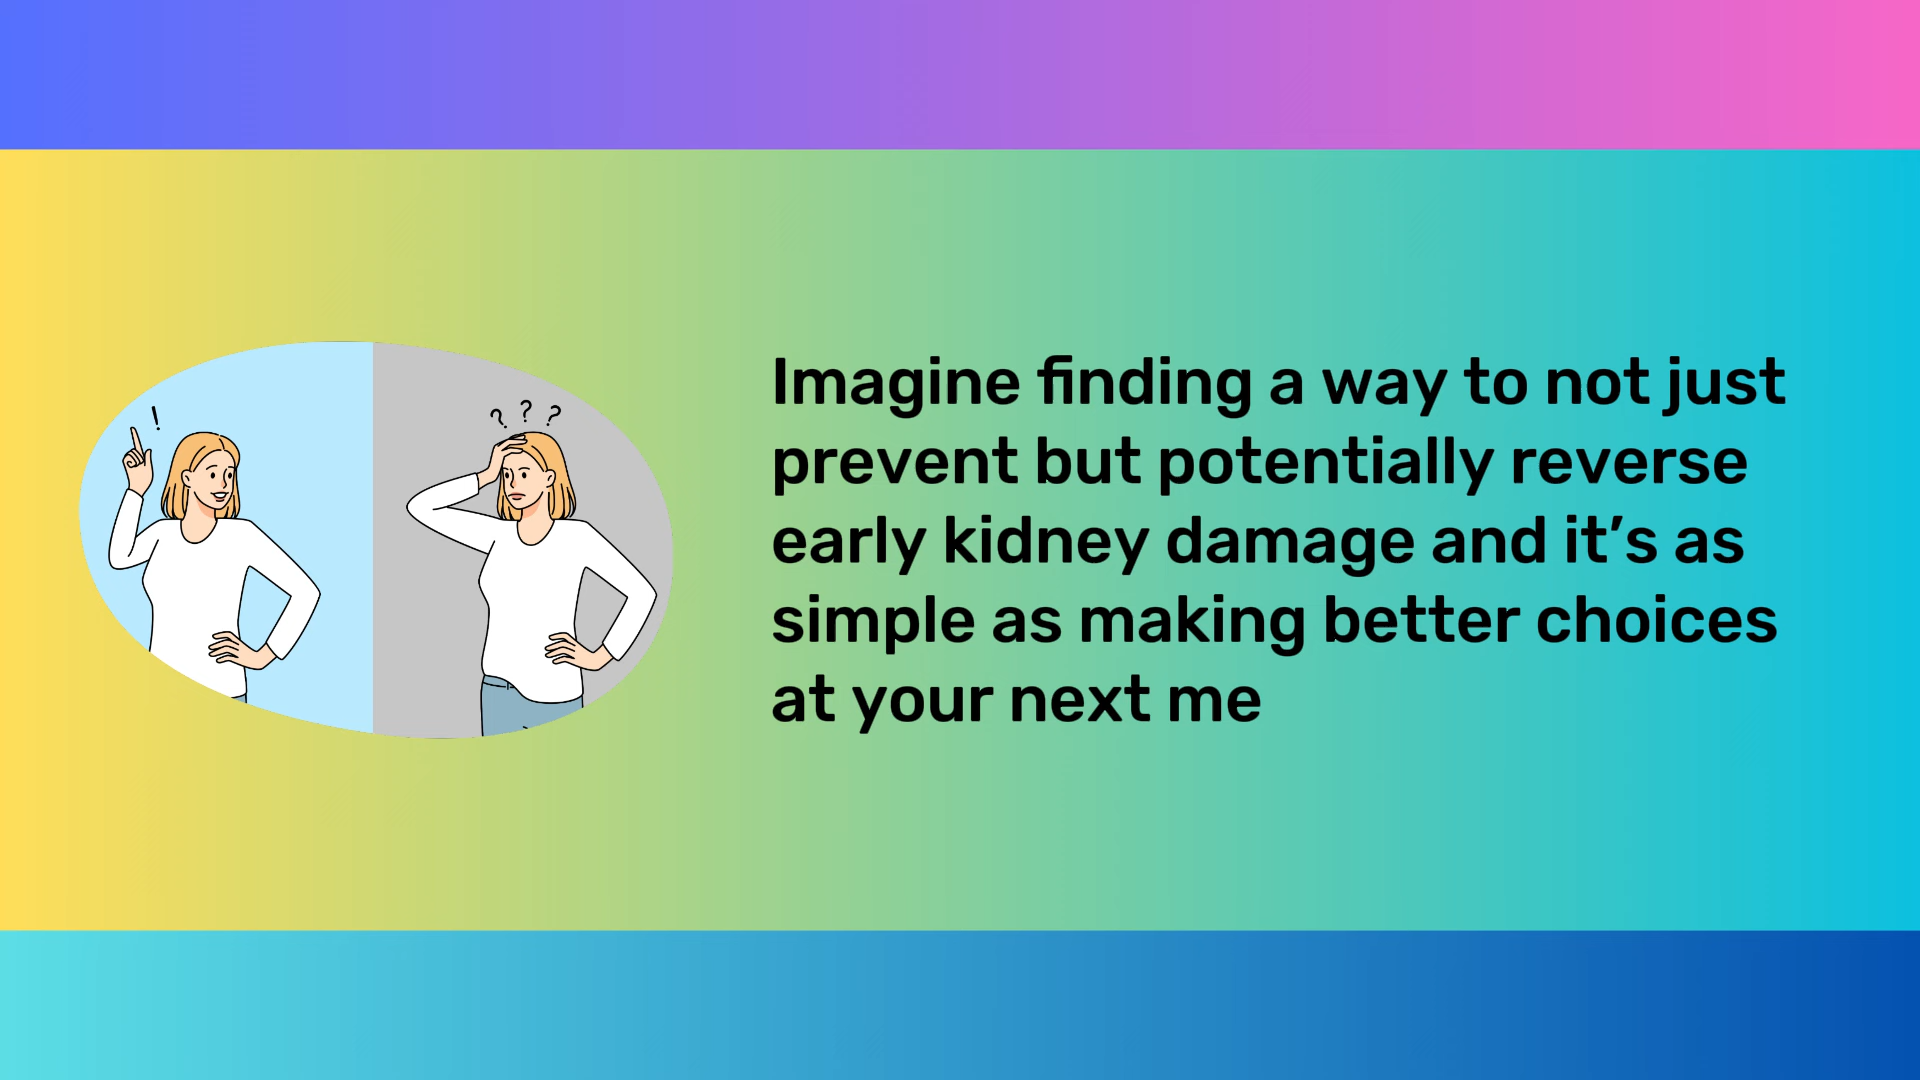 ! ? ? ?
Imagine finding a way to not just
prevent but potentially reverse
early kidney damage and it’s as
simple as making better choices
at your next me